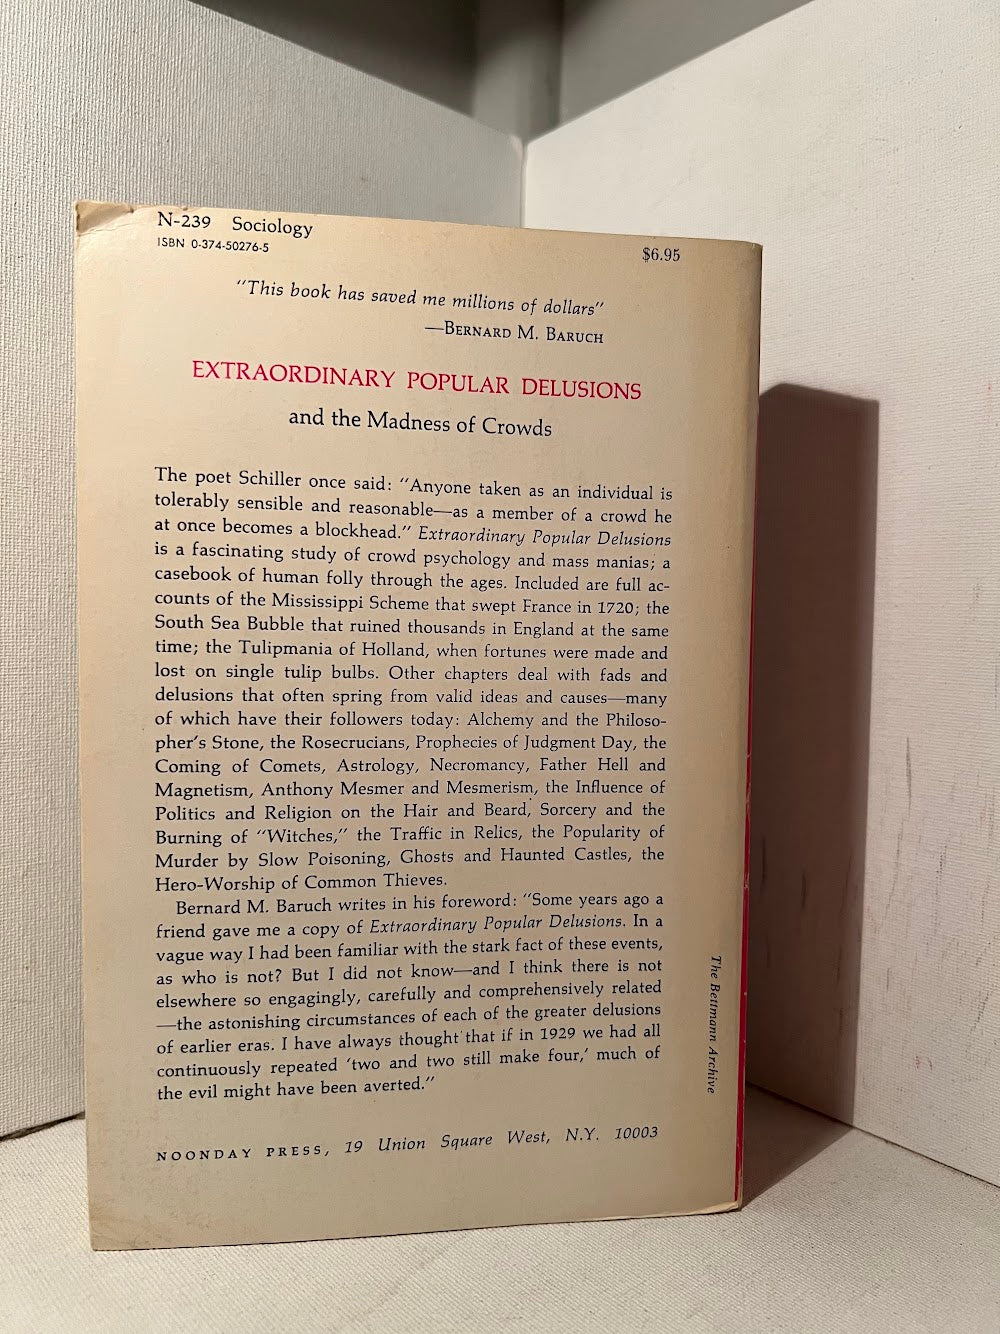 N-239 Sociology
ISBN 0-374-50276-5
$6.95
"This book has saved me millions of dollars"
—BERNARD M. BARUCH
EXTRAORDINARY POPULAR DELUSIONS
and the Madness of Crowds
The poet Schiller once said: "Anyone taken as an individual is
tolerably sensible and reasonable—as a member of a crowd he
at once becomes a blockhead." Extraordinary Popular Delusions
is a fascinating study of crowd psychology and mass manias; a
casebook of human folly through the ages. Included are full ac-
counts of the Mississippi Scheme that swept France in 1720; the
South Sea Bubble that ruined thousands in England at the same
time; the Tulipmania of Holland, when fortunes were made and
lost on single tulip bulbs. Other chapters deal with fads and
delusions that often spring from valid ideas and causes—many
of which have their followers today: Alchemy and the Philoso-
pher's Stone, the Rosecrucians, Prophecies of Judgment Day, the
Coming of Comets, Astrology, Necromancy, Father Hell and
Magnetism, Anthony Mesmer and Mesmerism, the Influence of
Politics and Religion on the Hair and Beard, Sorcery and the
Burning of "Witches," the Traffic in Relics, the Popularity of
Murder by Slow Poisoning, Ghosts and Haunted Castles, the
Hero-Worship of Common Thieves.
Bernard M. Baruch writes in his foreword: "Some years ago a
friend gave me a copy of Extraordinary Popular Delusions. In a
vague way I had been familiar with the stark fact of these events,
as who is not? But I did not know—and I think there is not
elsewhere so engagingly, carefully and comprehensively related
—the astonishing circumstances of each of the greater delusions
of earlier eras. I have always thought that if in 1929 we had all
continuously repeated 'two and two still make four,' much of
the evil might have been averted."
NOONDAY PRESS, 19 Union Square West, N.Y. 10003
The Bettmann Archive